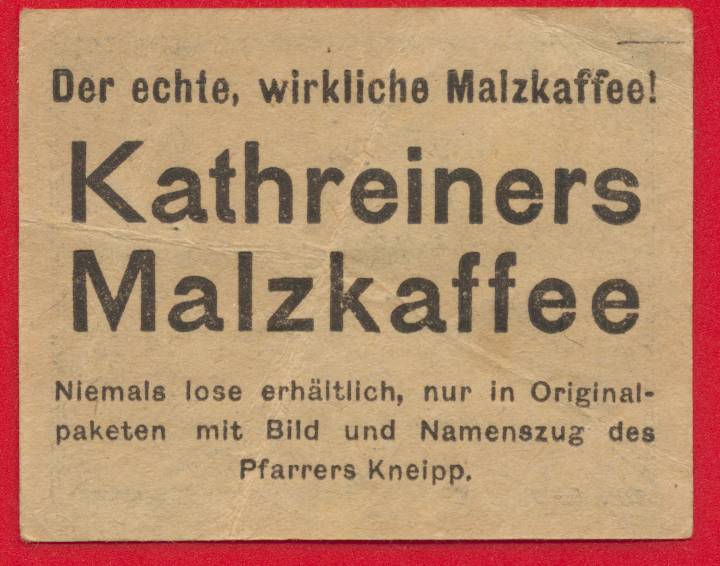 Der echte, wirkliche Malzkaffee!
Kathreiners
Malzkaffee
Niemals lose erhältlich, nur in Original-
paketen mit Bild und Namenszug des
Pfarrers Kneipp.